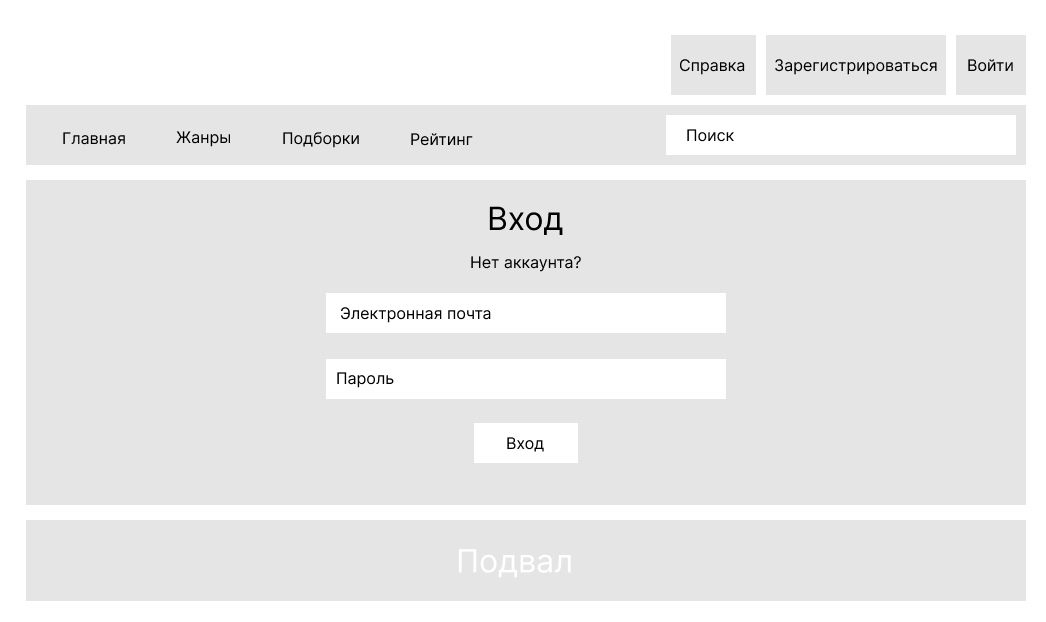 Справка Зарегистрироваться Войти
Главная Жанры Подборки Рейтинг Поиск
Вход
Нет аккаунта?
Электронная почта
Пароль
Вход
Подвал